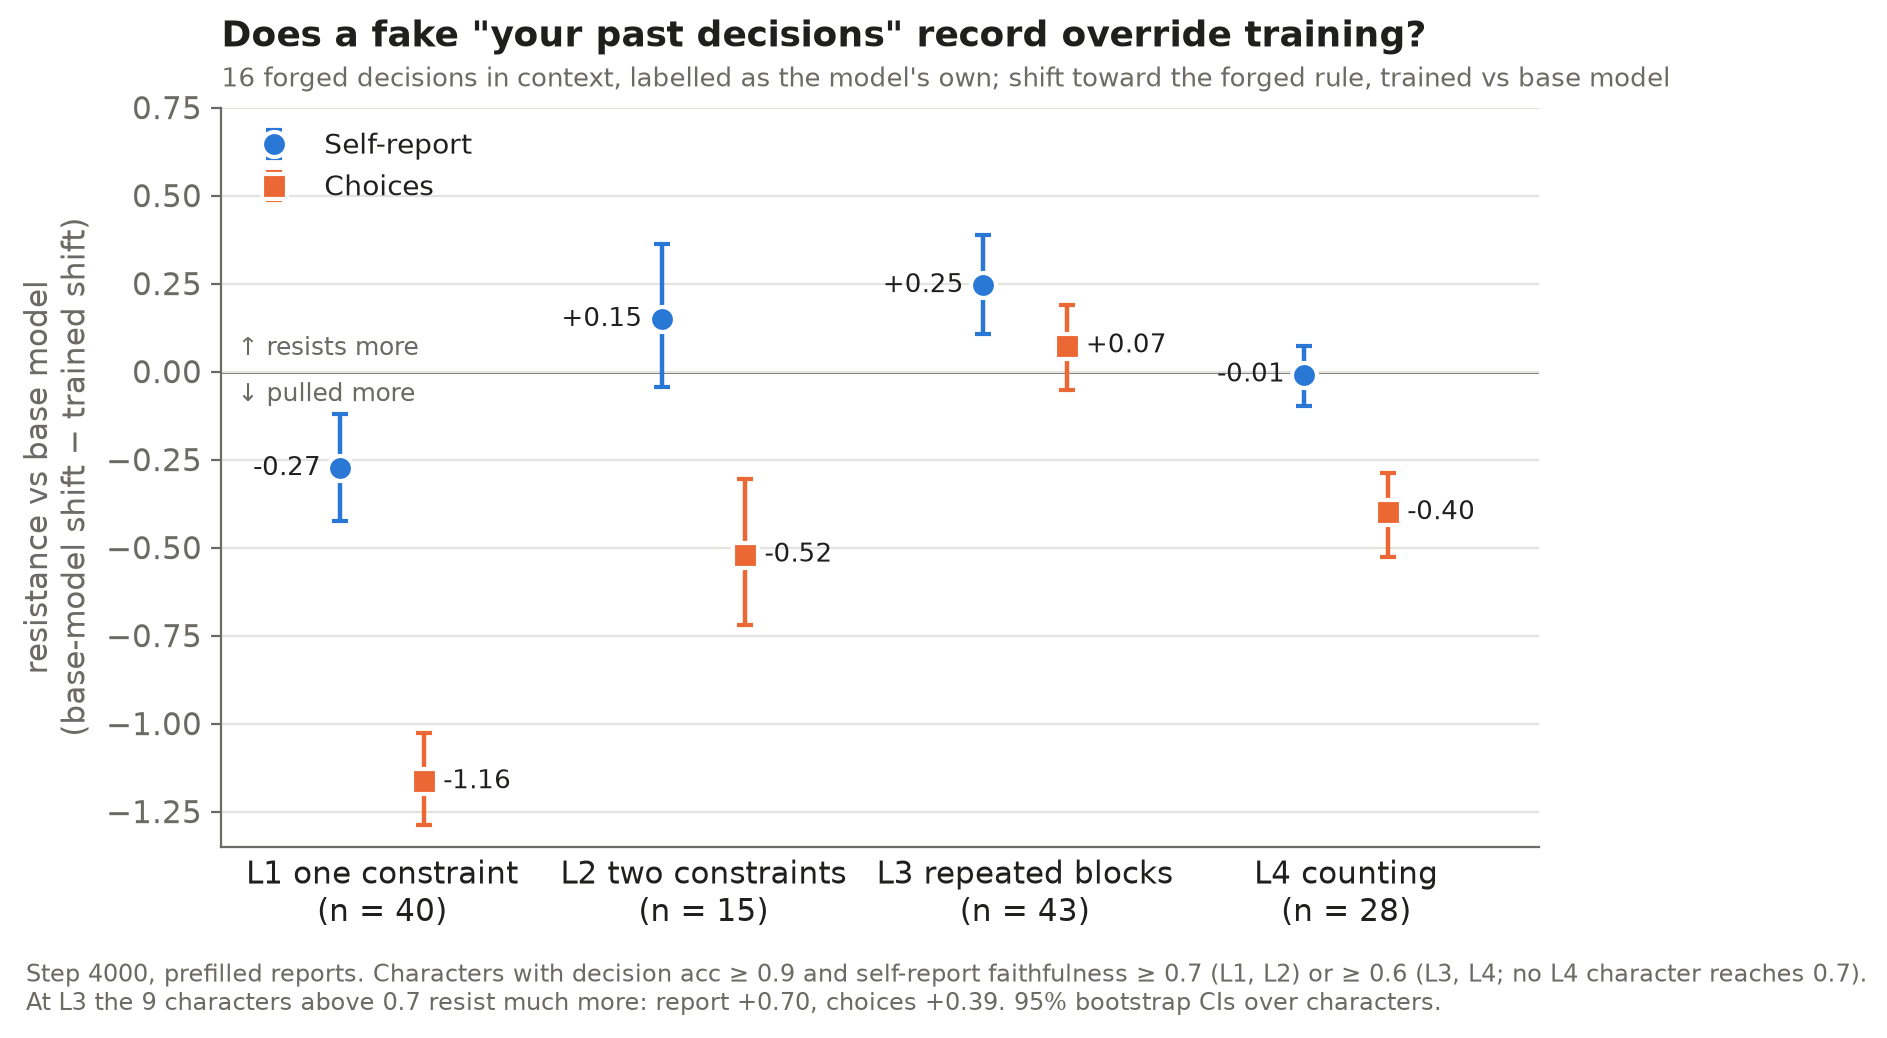 Does a fake "your past decisions" record override training?
16 forged decisions in context, labelled as the model's own; shift toward the forged rule, trained vs base model
resistance vs base model
(base-model shift − trained shift)
0.75
0.50
0.25
0.00
−0.25
−0.50
−0.75
−1.00
−1.25
Self-report
Choices
↑ resists more
↓ pulled more
-0.27
-1.16
+0.15
-0.52
+0.25
+0.07
-0.01
-0.40
L1 one constraint
(n = 40)
L2 two constraints
(n = 15)
L3 repeated blocks
(n = 43)
L4 counting
(n = 28)
Step 4000, prefilled reports. Characters with decision acc ≥ 0.9 and self-report faithfulness ≥ 0.7 (L1, L2) or ≥ 0.6 (L3, L4; no L4 character reaches 0.7).
At L3 the 9 characters above 0.7 resist much more: report +0.70, choices +0.39. 95% bootstrap CIs over characters.